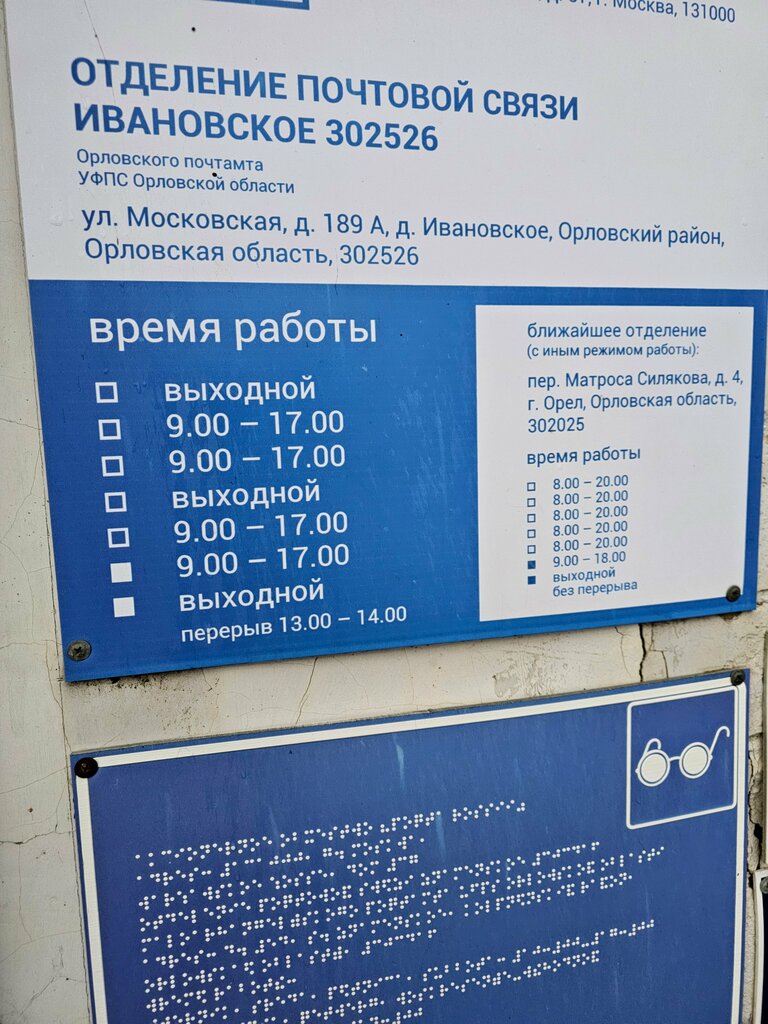 г. Москва, 131000
ОТДЕЛЕНИЕ ПОЧТОВОЙ СВЯЗИ
ИВАНОВСКОЕ 302526
Орловского почтамта
УФПС Орловской области
ул. Московская, д. 189 А, д. Ивановское, Орловский район,
Орловская область, 302526
время работы
выходной
9.00 – 17.00
9.00 – 17.00
выходной
9.00 – 17.00
9.00 – 17.00
выходной
перерыв 13.00 – 14.00
ближайшее отделение
(с иным режимом работы):
пер. Матроса Силякова, д. 4,
г. Орел, Орловская область,
302025
время работы
8.00 – 20.00
8.00 – 20.00
8.00 – 20.00
8.00 – 20.00
8.00 – 20.00
9.00 – 18.00
выходной
без перерыва